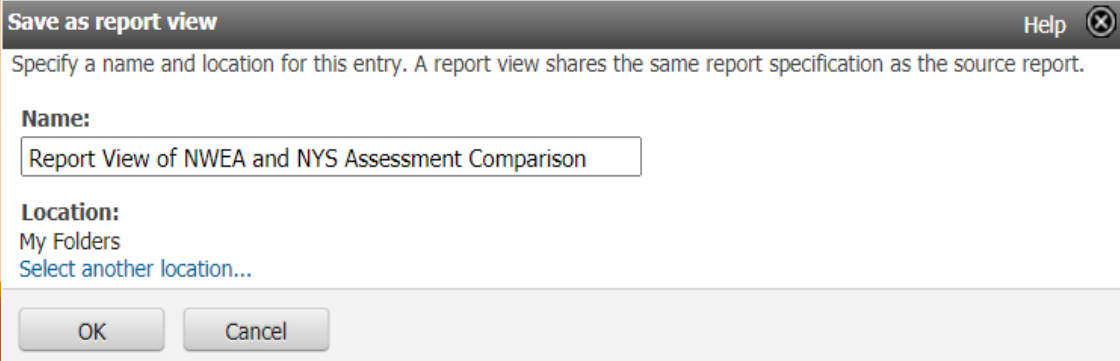 Save as report view Help
Specify a name and location for this entry. A report view shares the same report specification as the source report.
Name:
Report View of NWEA and NYS Assessment Comparison
Location:
My Folders
Select another location...
OK Cancel